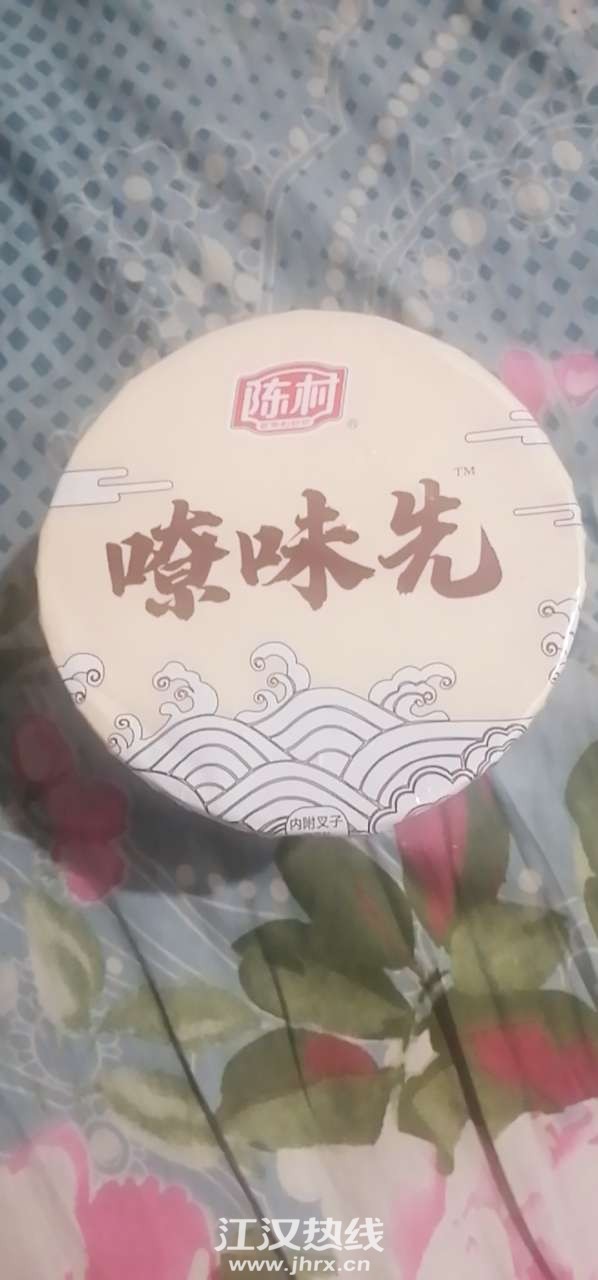 陈村
嘹味先
TM
内附叉子
江汉热线
www.jhrx.cn